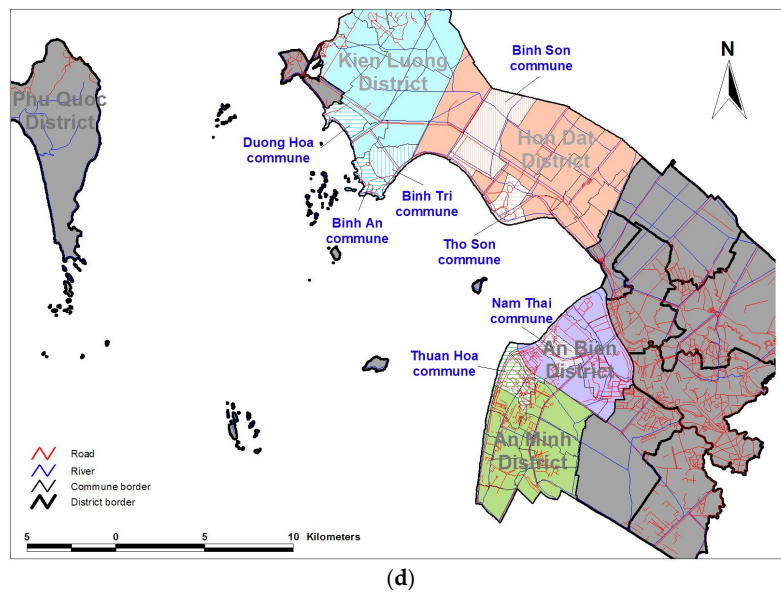 Binh Son
commune
N
Kien Luong
District
Phu Quoc
District
Hon Dat
District
Duong Hoa
commune
Binh Tri
commune
Binh An
commune
Tho Son
commune
Nam Thai
commune
An Bien
District
Thuan Hoa
commune
An Minh
District
Road
River
Commune border
District border
5 0 5 10 Kilometers
(d)